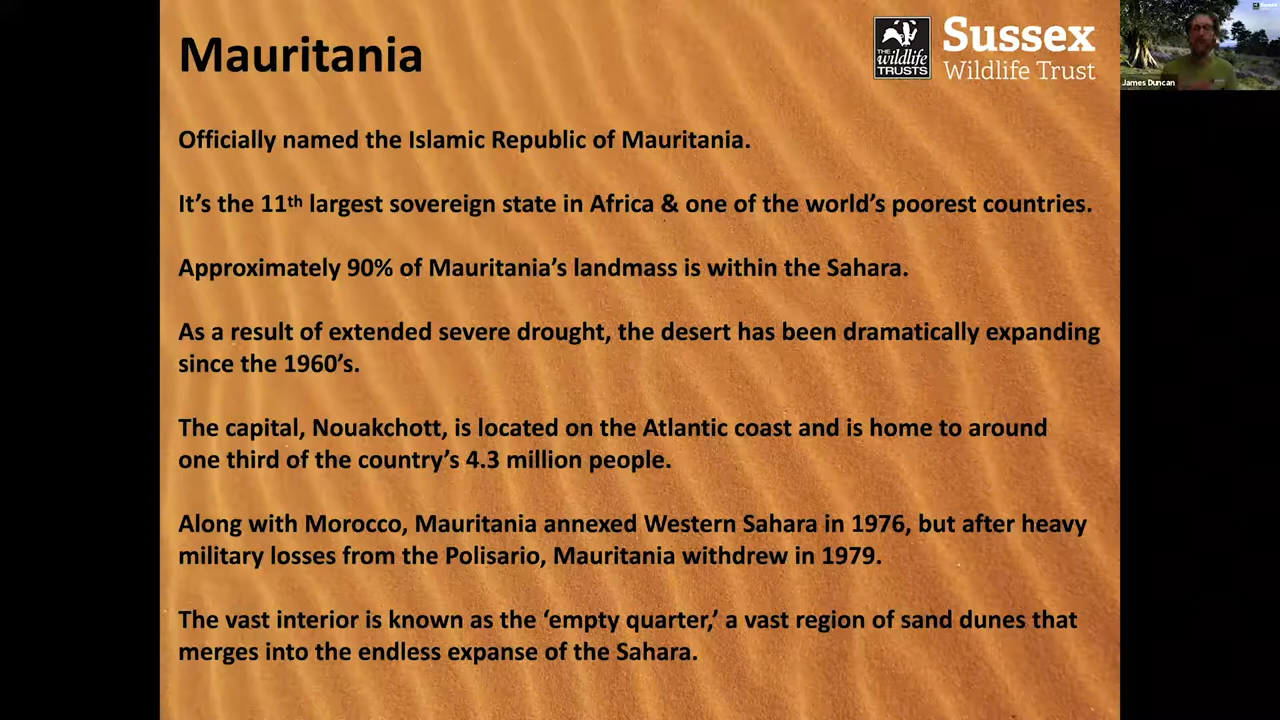 Mauritania
THE
wildlife
TRUSTS
Sussex
Wildlife Trust
James Duncan
Officially named the Islamic Republic of Mauritania.
It’s the 11th largest sovereign state in Africa & one of the world’s poorest countries.
Approximately 90% of Mauritania’s landmass is within the Sahara.
As a result of extended severe drought, the desert has been dramatically expanding
since the 1960’s.
The capital, Nouakchott, is located on the Atlantic coast and is home to around
one third of the country’s 4.3 million people.
Along with Morocco, Mauritania annexed Western Sahara in 1976, but after heavy
military losses from the Polisario, Mauritania withdrew in 1979.
The vast interior is known as the ‘empty quarter,’ a vast region of sand dunes that
merges into the endless expanse of the Sahara.